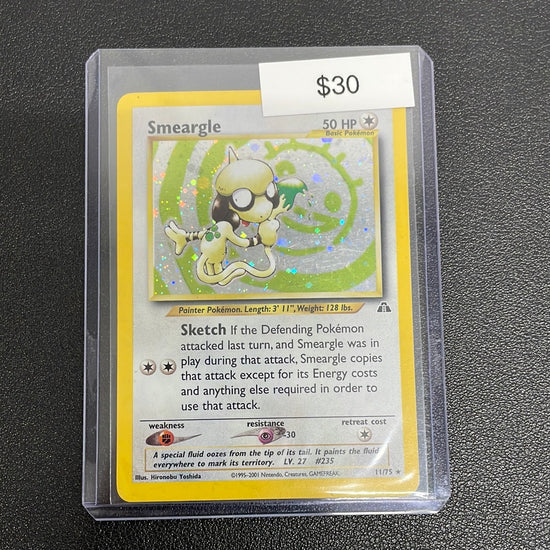 $30
Smeargle 50 HP
Basic Pokémon
Painter Pokémon. Length: 3' 11", Weight: 128 lbs.
Sketch If the Defending Pokémon
attacked last turn, and Smeargle was in
play during that attack, Smeargle copies
that attack except for its Energy costs
and anything else required in order to
use that attack.
weakness resistance retreat cost
-30
A special fluid oozes from the tip of its tail. It paints the fluid
everywhere to mark its territory. LV. 27 #235
Illus. Hironobu Yoshida ©1995-2001 Nintendo, Creatures, GAMEFREAK. 11/75 ★